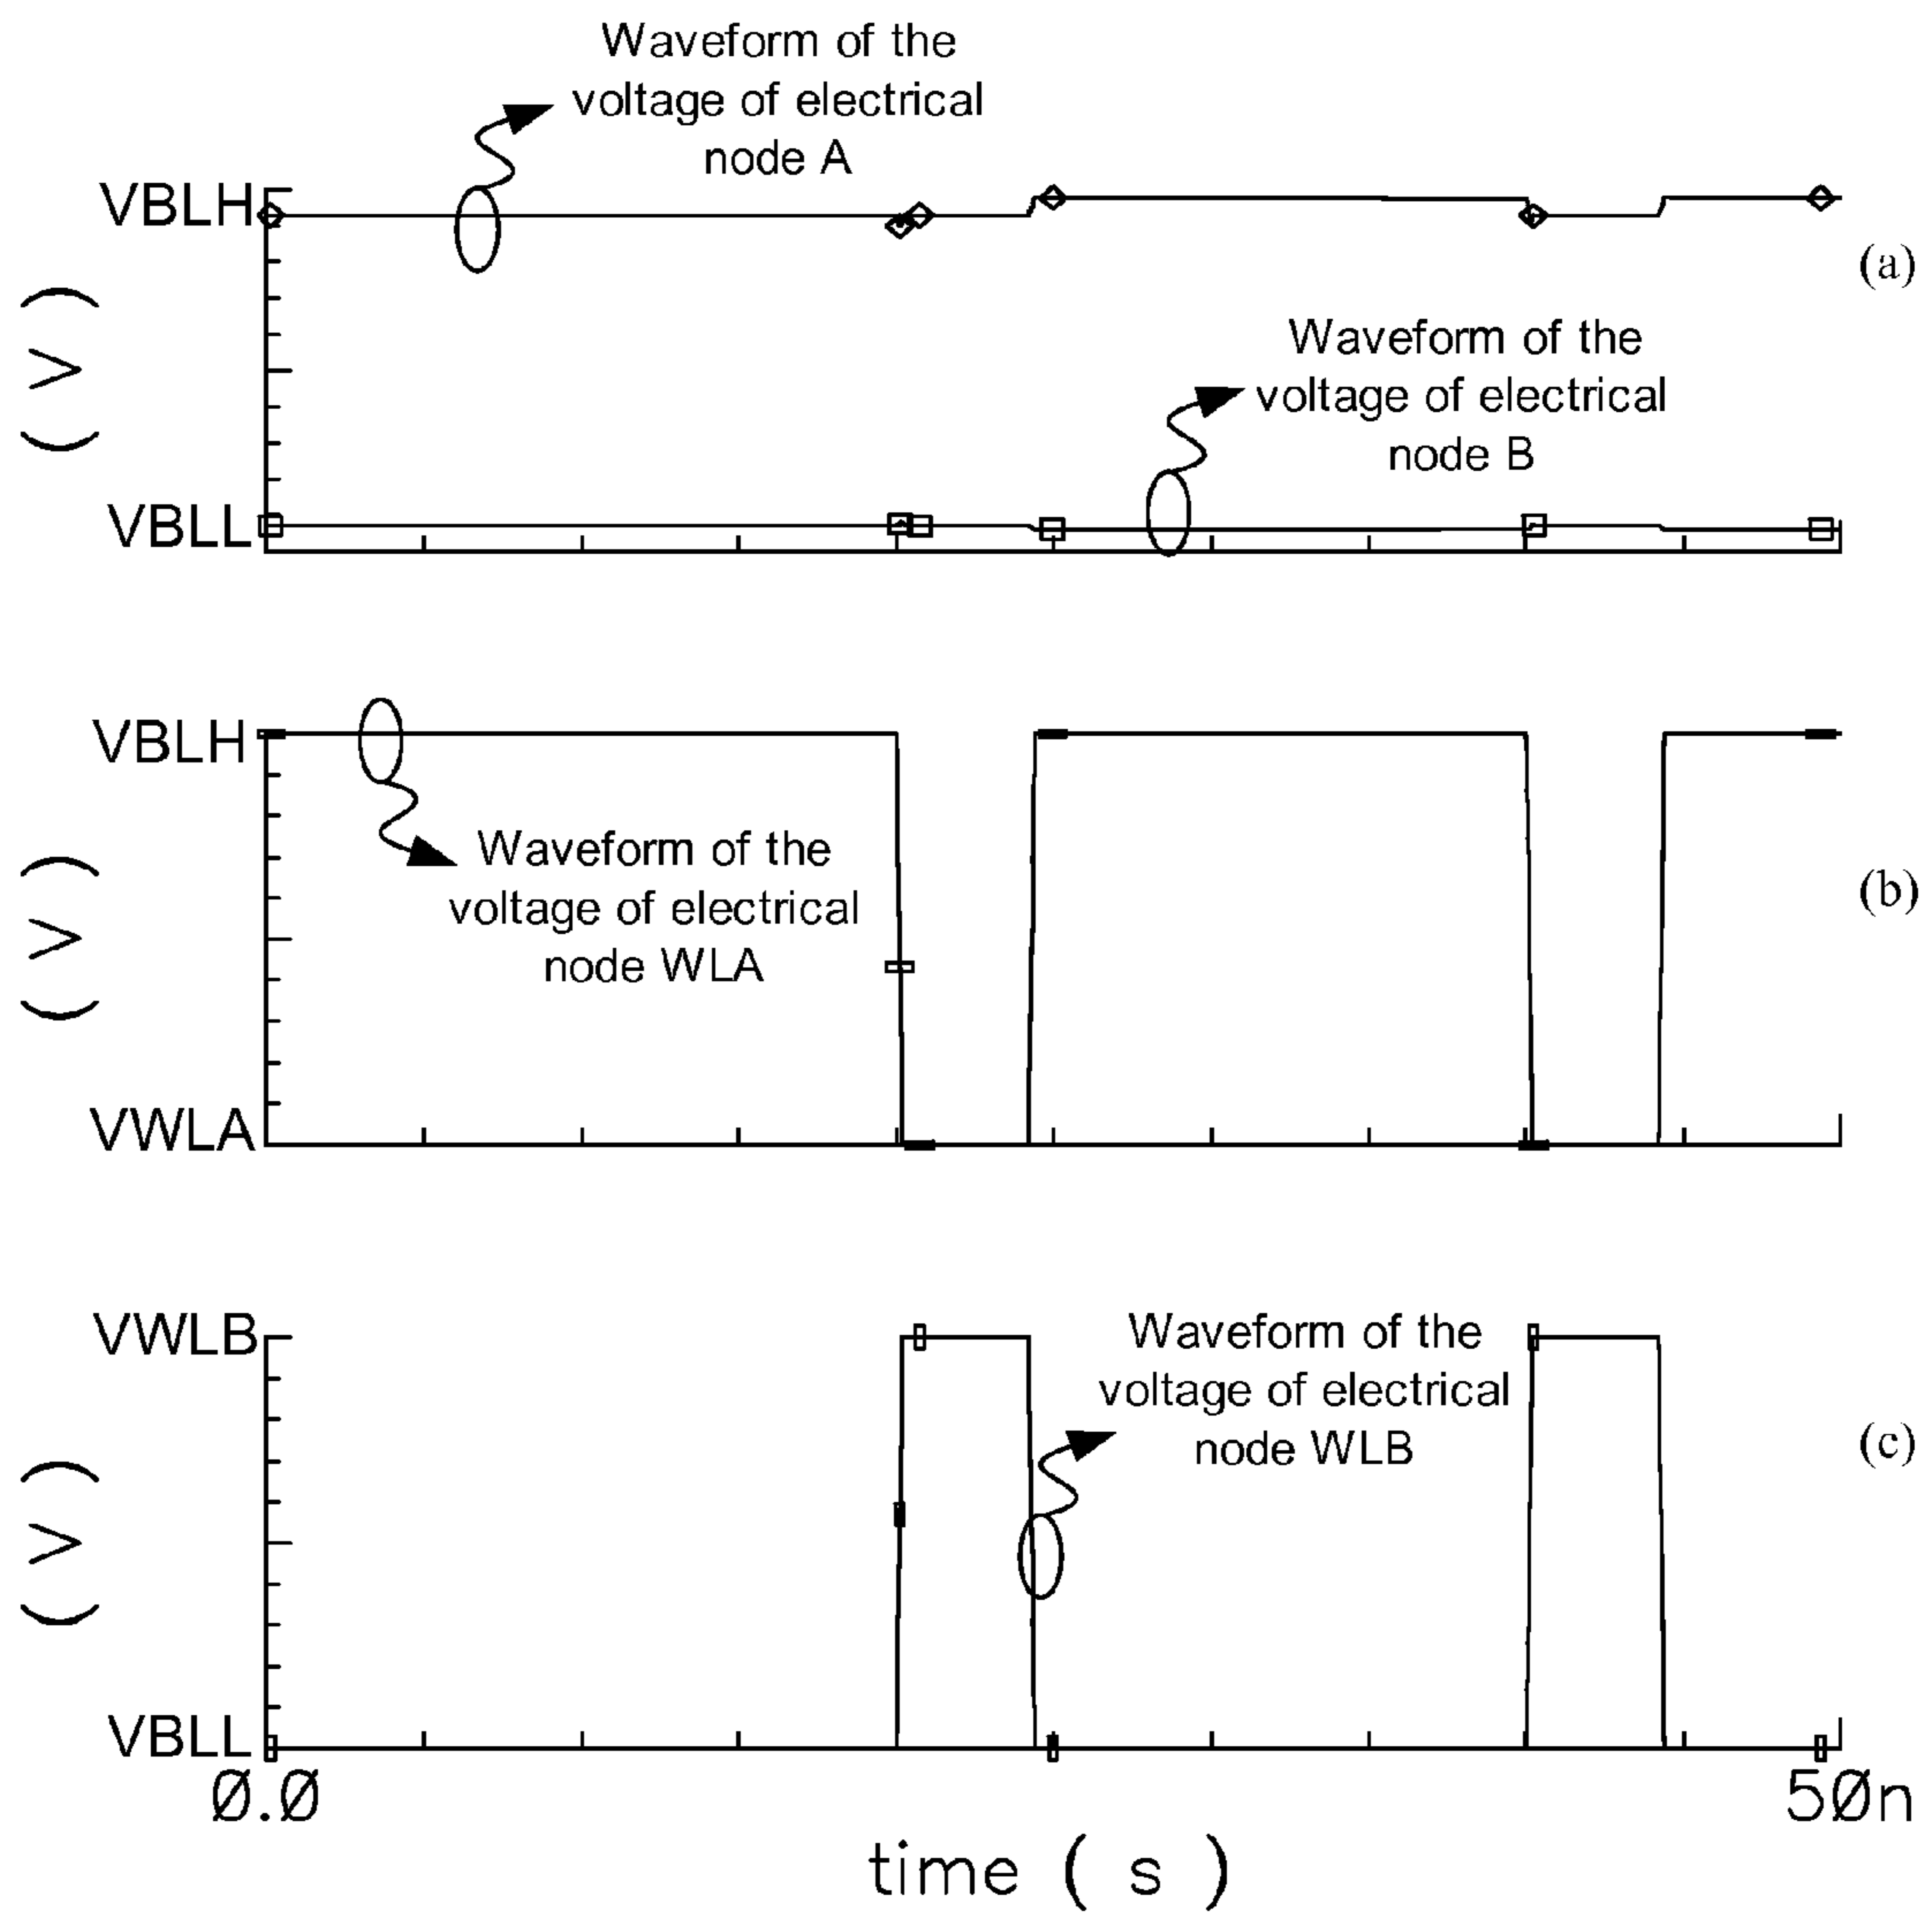 Waveform of the
voltage of electrical
node A
VBLH
(a)
( V )
Waveform of the
voltage of electrical
node B
VBLL
VBLH
Waveform of the
voltage of electrical
node WLA
(b)
( V )
VWLA
VWLB
Waveform of the
voltage of electrical
node WLB
(c)
( V )
VBLL
0.0
50n
time ( s )